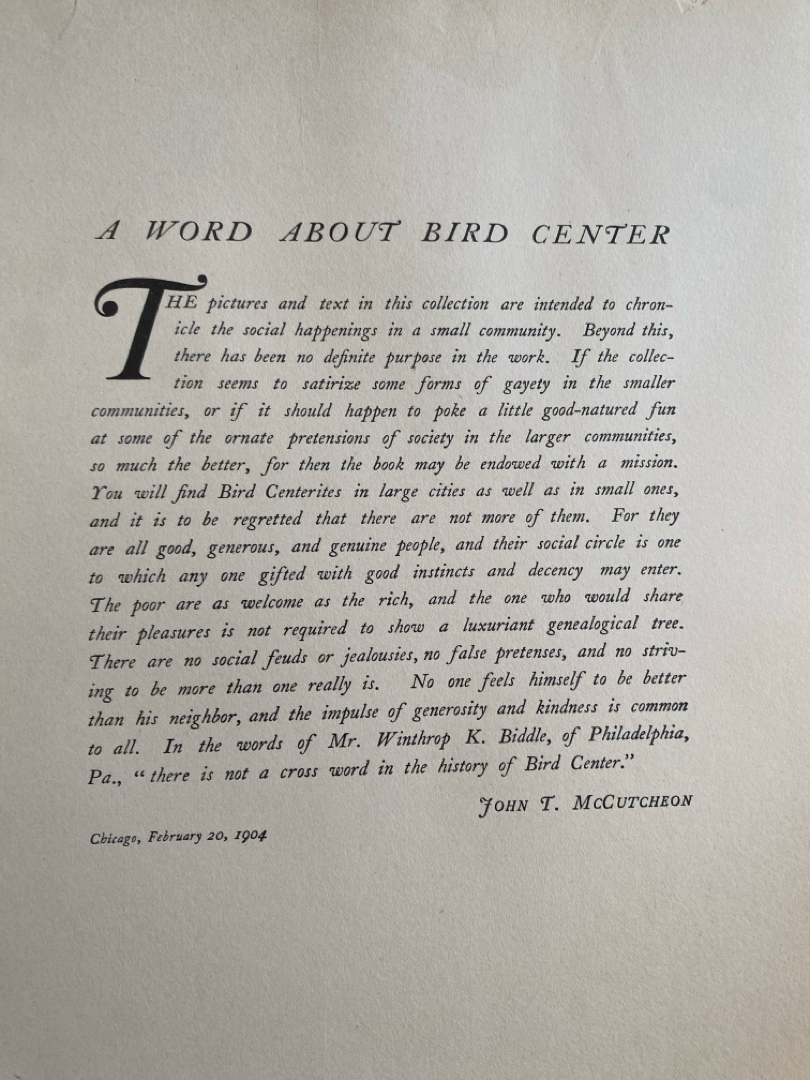 A WORD ABOUT BIRD CENTER
THE pictures and text in this collection are intended to chron-
icle the social happenings in a small community. Beyond this,
there has been no definite purpose in the work. If the collec-
tion seems to satirize some forms of gayety in the smaller
communities, or if it should happen to poke a little good-natured fun
at some of the ornate pretensions of society in the larger communities,
so much the better, for then the book may be endowed with a mission.
You will find Bird Centerites in large cities as well as in small ones,
and it is to be regretted that there are not more of them. For they
are all good, generous, and genuine people, and their social circle is one
to which any one gifted with good instincts and decency may enter.
The poor are as welcome as the rich, and the one who would share
their pleasures is not required to show a luxuriant genealogical tree.
There are no social feuds or jealousies, no false pretenses, and no striv-
ing to be more than one really is. No one feels himself to be better
than his neighbor, and the impulse of generosity and kindness is common
to all. In the words of Mr. Winthrop K. Biddle, of Philadelphia,
Pa., “there is not a cross word in the history of Bird Center.”
JOHN T. MCCUTCHEON
Chicago, February 20, 1904